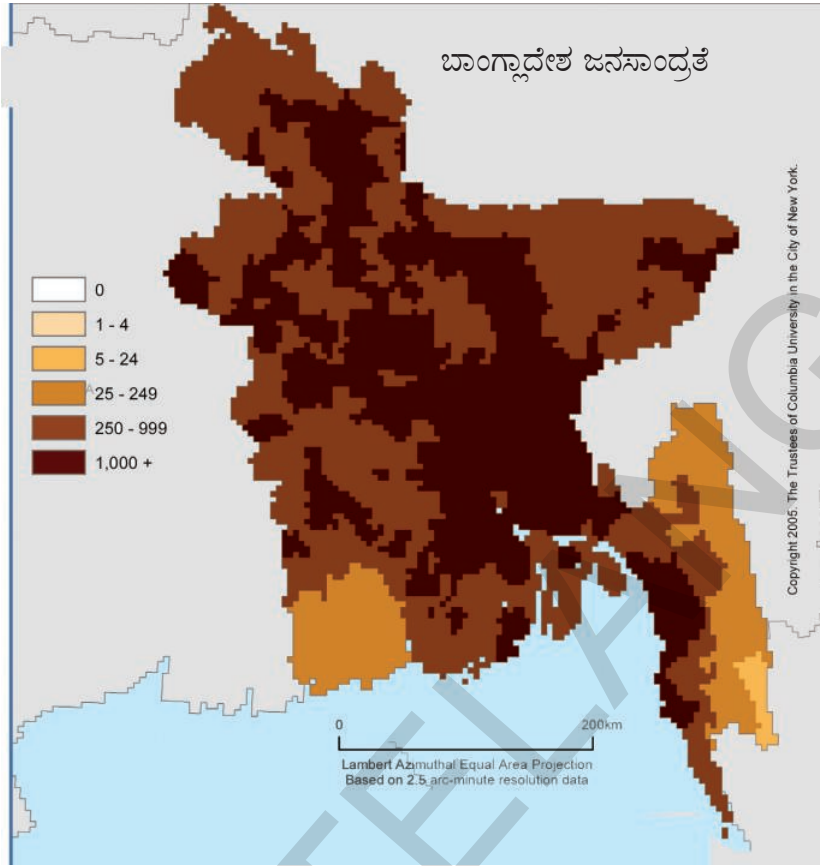 ಬಾಂಗ್ಲಾದೇಶ ಜನಸಾಂದ್ರತೆ
0
1 - 4
5 - 24
25 - 249
250 - 999
1,000 +
A
0 200km
Lambert Azimuthal Equal Area Projection
Based on 2.5 arc-minute resolution data
Copyright 2005. The Trustees of Columbia University in the City of New York.
TELANG